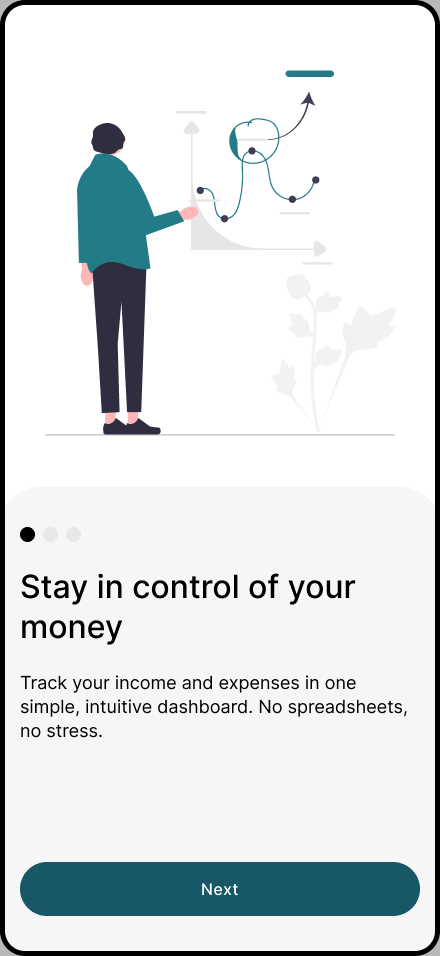 Stay in control of your
money
Track your income and expenses in one
simple, intuitive dashboard. No spreadsheets,
no stress.
Next